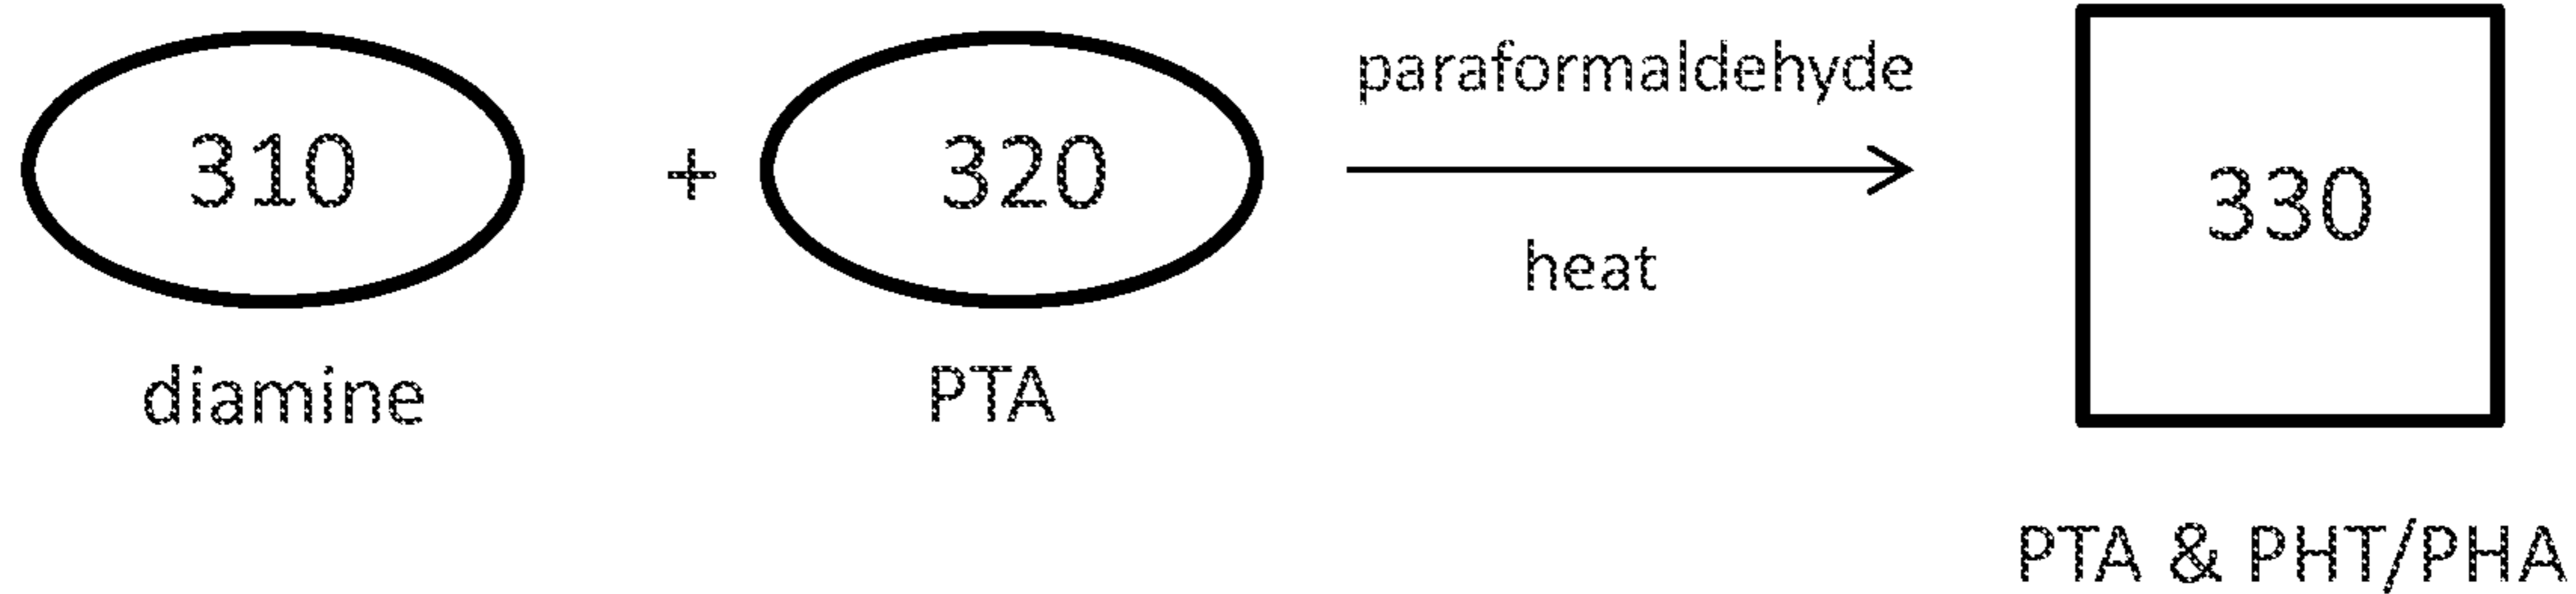 paraformaldehyde
310 + 320 330
heat
diamine PTA
PTA & PHT/PHA